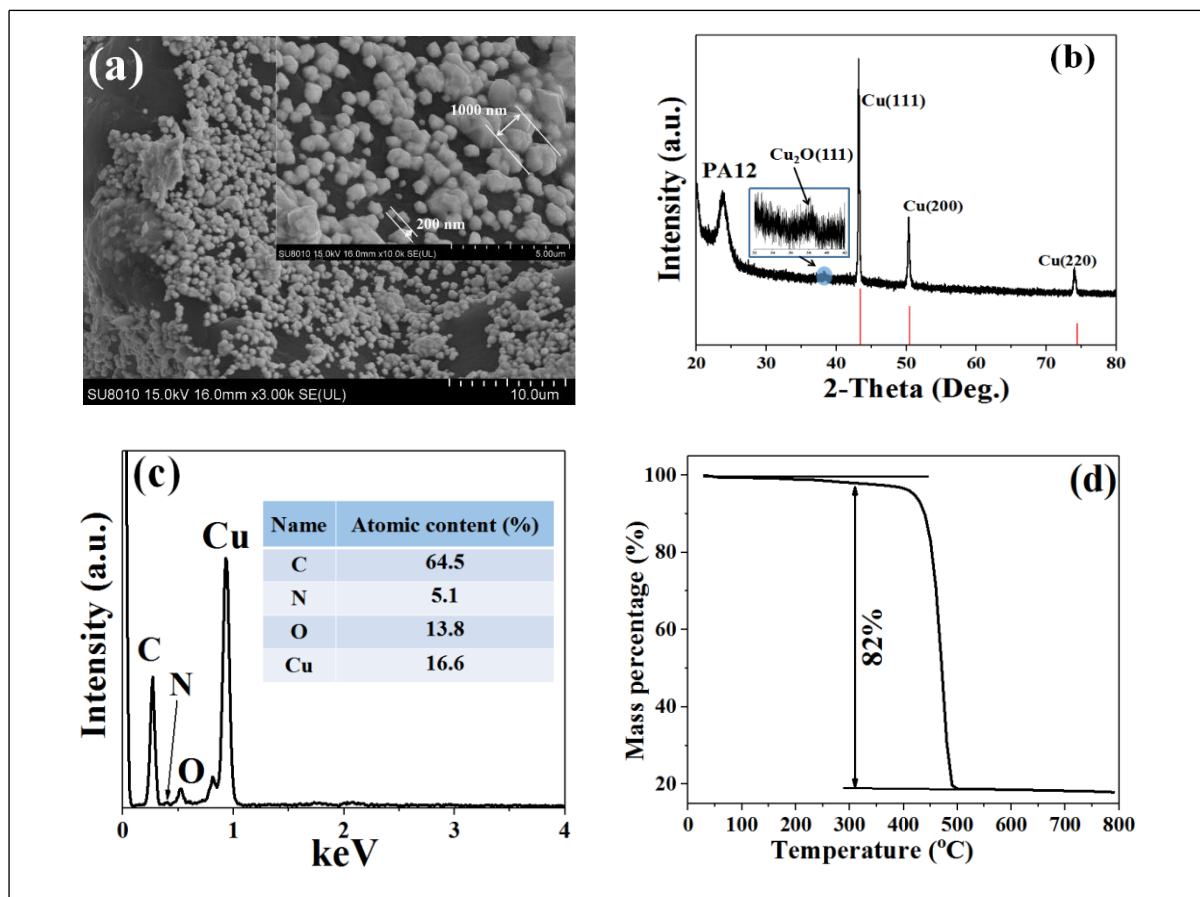 (a)
1000 nm
200 nm
SU8010 15.0kV 16.0mm x10.0k SE(UL)
5.00um
SU8010 15.0kV 16.0mm x3.00k SE(UL)
10.0um
(b)
Intensity (a.u.)
Cu(111)
Cu₂O(111)
PA12
Cu(200)
Cu(220)
20 30 40 50 60 70 80
2-Theta (Deg.)
(c)
Intensity (a.u.)
Name Atomic content (%)
C 64.5
N 5.1
O 13.8
Cu 16.6
Cu
C
N
O
0 1 2 3 4
keV
(d)
Mass percentage (%)
100
80
60
40
20
82%
0 100 200 300 400 500 600 700 800
Temperature (°C)